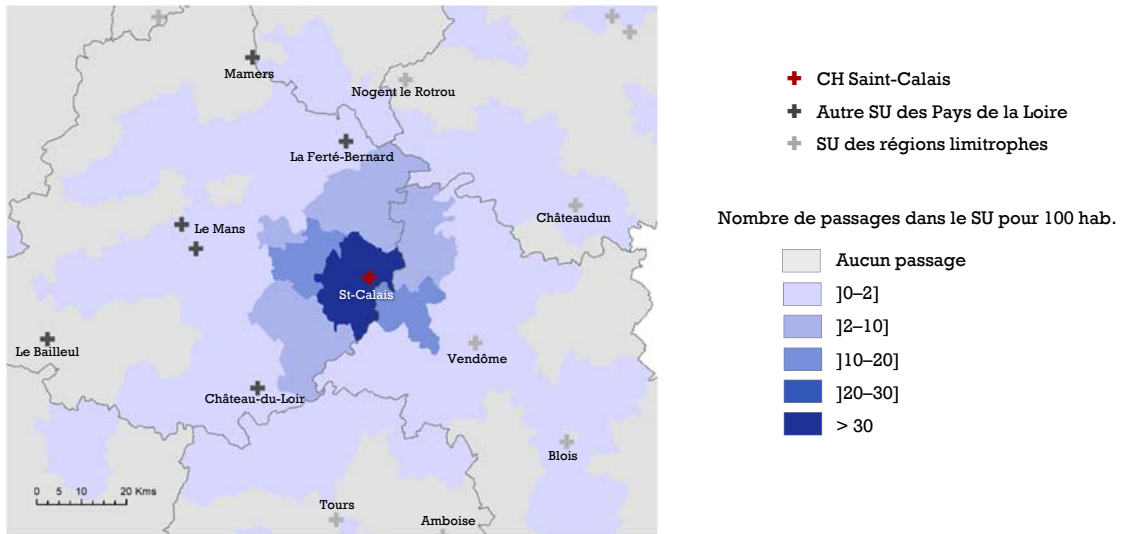 Mamers
Nogent le Rotrou
La Ferté-Bernard
Châteaudun
Le Mans
St-Calais
Le Bailleul
Vendôme
Château-du-Loir
Blois
0 5 10 20 Kms
Tours
Amboise
CH Saint-Calais
Autre SU des Pays de la Loire
SU des régions limitrophes
Nombre de passages dans le SU pour 100 hab.
Aucun passage
]0–2]
]2–10]
]10–20]
]20–30]
> 30